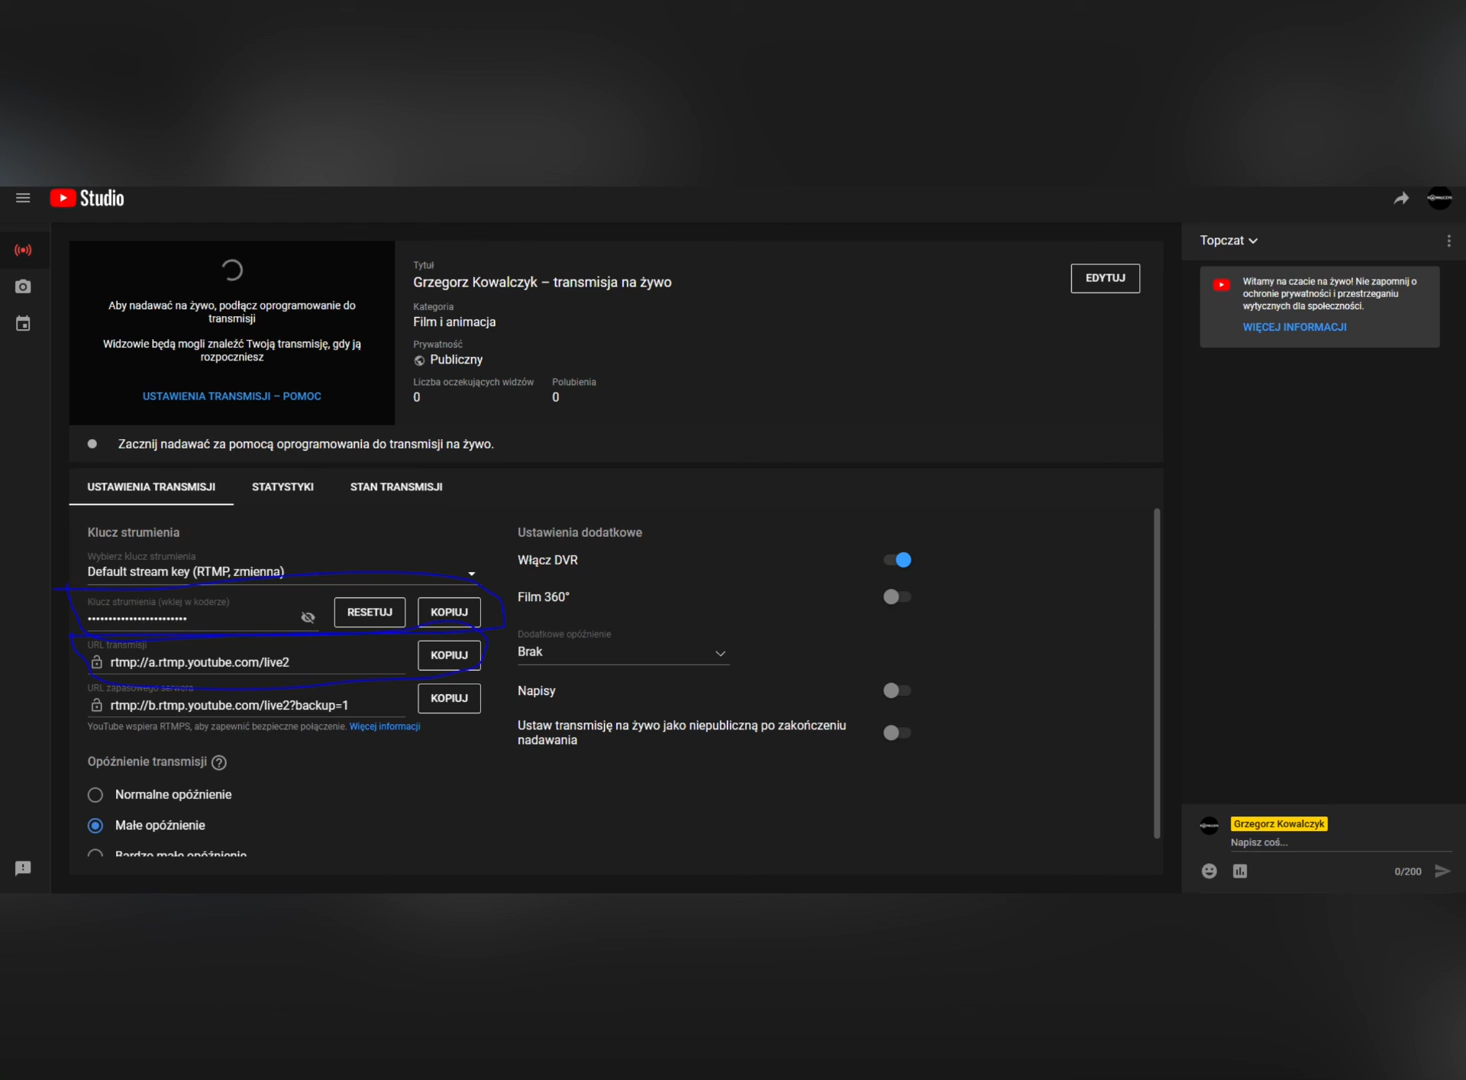 Studio
Aby nadawać na żywo, podłącz oprogramowanie do
transmisji
Widzowie będą mogli znaleźć Twoją transmisję, gdy ją
rozpoczniesz
USTAWIENIA TRANSMISJI – POMOC
Tytuł
Grzegorz Kowalczyk – transmisja na żywo
Kategoria
Film i animacja
Prywatność
Publiczny
Liczba oczekujących widzów Polubienia
0 0
EDYTUJ
Zacznij nadawać za pomocą oprogramowania do transmisji na żywo.
USTAWIENIA TRANSMISJI STATYSTYKI STAN TRANSMISJI
Klucz strumienia
Wybierz klucz strumienia
Default stream key (RTMP, zmienna)
Klucz strumienia (wklej w koderze)
•••••••••••••••••••••••• RESETUJ KOPIUJ
URL transmisji
rtmp://a.rtmp.youtube.com/live2 KOPIUJ
URL zapasowego serwera
rtmp://b.rtmp.youtube.com/live2?backup=1 KOPIUJ
YouTube wspiera RTMPS, aby zapewnić bezpieczne połączenie. Więcej informacji
Opóźnienie transmisji
Normalne opóźnienie
Małe opóźnienie
Bardzo małe opóźnienie
Ustawienia dodatkowe
Włącz DVR
Film 360°
Dodatkowe opóźnienie
Brak
Napisy
Ustaw transmisję na żywo jako niepubliczną po zakończeniu
nadawania
Topczat
Witamy na czacie na żywo! Nie zapomnij o
ochronie prywatności i przestrzeganiu
wytycznych dla społeczności.
WIĘCEJ INFORMACJI
Grzegorz Kowalczyk
Napisz coś...
0/200